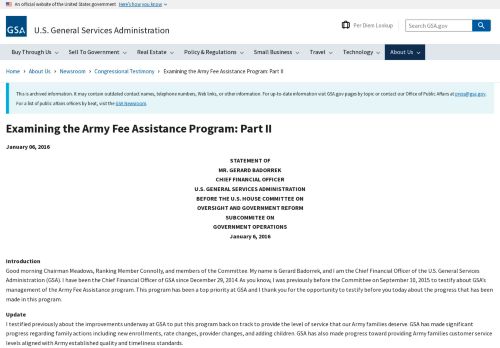 An official website of the United States government Here's how you know
GSA
U.S. General Services Administration
Per Diem Lookup
Search GSA.gov
Buy Through Us
Sell To Government
Real Estate
Policy & Regulations
Small Business
Travel
Technology
About Us
Home > About Us > Newsroom > Congressional Testimony > Examining the Army Fee Assistance Program: Part II
This is archived information. It may contain outdated contact names, telephone numbers, Web links, or other information. For up-to-date information visit GSA.gov pages by topic or contact our Office of Public Affairs at press@gsa.gov.
For a list of public affairs officers by beat, visit the GSA Newsroom.
Examining the Army Fee Assistance Program: Part II
January 06, 2016
STATEMENT OF
MR. GERARD BADORREK
CHIEF FINANCIAL OFFICER
U.S. GENERAL SERVICES ADMINISTRATION
BEFORE THE U.S. HOUSE COMMITTEE ON
OVERSIGHT AND GOVERNMENT REFORM
SUBCOMMITEE ON
GOVERNMENT OPERATIONS
January 6, 2016
Introduction
Good morning Chairman Meadows, Ranking Member Connolly, and members of the Committee. My name is Gerard Badorrek, and I am the Chief Financial Officer of the U.S. General Services
Administration (GSA). I have been the Chief Financial Officer of GSA since December 29, 2014. As you know, I was previously before the Committee on September 10, 2015 to testify about GSA's
management of the Army Fee Assistance program. This program has been a top priority at GSA and I thank you for the opportunity to testify before you today about the progress that has been
made in this program.
Update
I testified previously about the improvements underway at GSA to put this program back on track to provide the level of service that our Army families deserve. GSA has made significant
progress regarding family actions including new enrollments, rate changes, provider changes, and adding children. GSA has also made progress toward providing Army families customer service
levels aligned with Army established quality and timeliness standards.